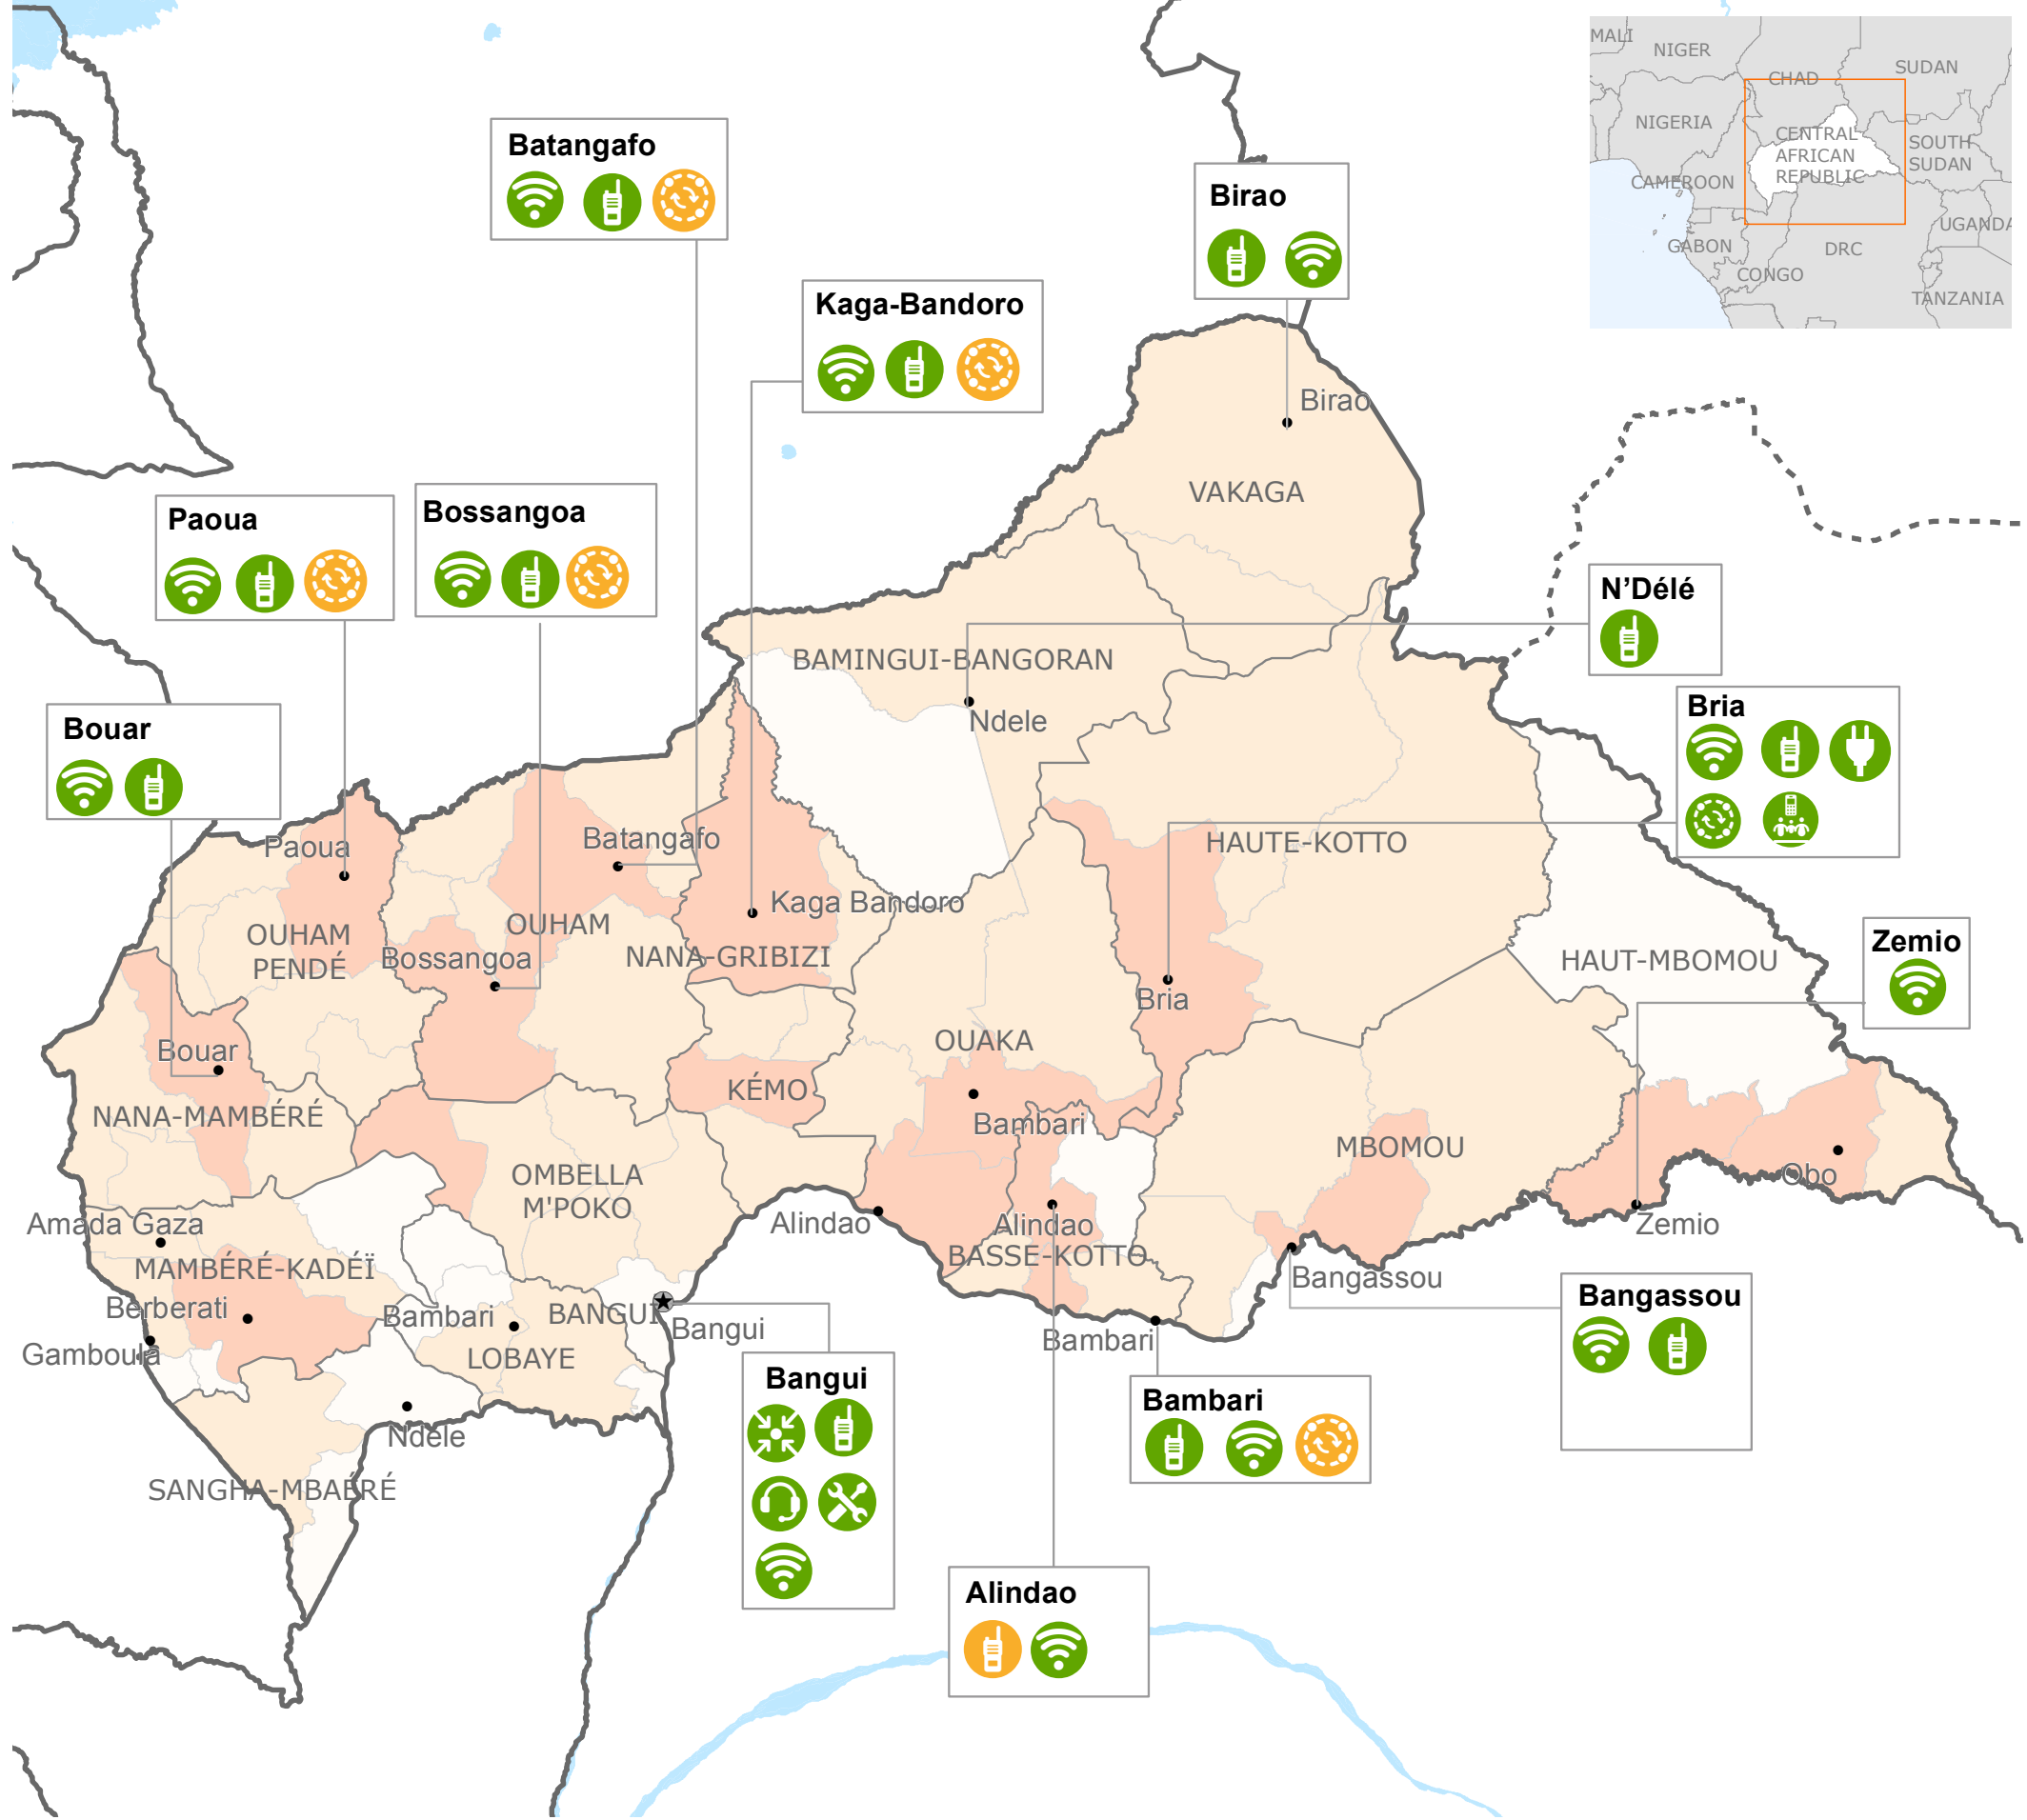 MALI
NIGER
CHAD
SUDAN
NIGERIA
CENTRAL
AFRICAN
REPUBLIC
SOUTH
SUDAN
CAMEROON
UGANDA
GABON
DRC
CONGO
TANZANIA
Batangafo
Birao
Kaga-Bandoro
Birao
VAKAGA
Paoua
Bossangoa
N’Délé
BAMINGUI-BANGORAN
Ndele
Bria
Bouar
Paoua
Batangafo
HAUTE-KOTTO
Kaga Bandoro
OUHAM
PENDÉ
OUHAM
Bossangoa
NANA-GRIBIZI
HAUT-MBOMOU
Zemio
Bria
OUAKA
Bouar
KÉMO
NANA-MAMBÉRÉ
Bambari
MBOMOU
OMBELLA
M'POKO
Obo
Amada Gaza
Alindao
Alindao
Zemio
BASSE-KOTTO
MAMBÉRÉ-KADÉÏ
Bangassou
Berberati
Bambari
BANGUI
Bangui
Bambari
Gamboula
LOBAYE
Bangassou
Bangui
Bambari
Ndele
SANGHA-MBAÉRÉ
Alindao